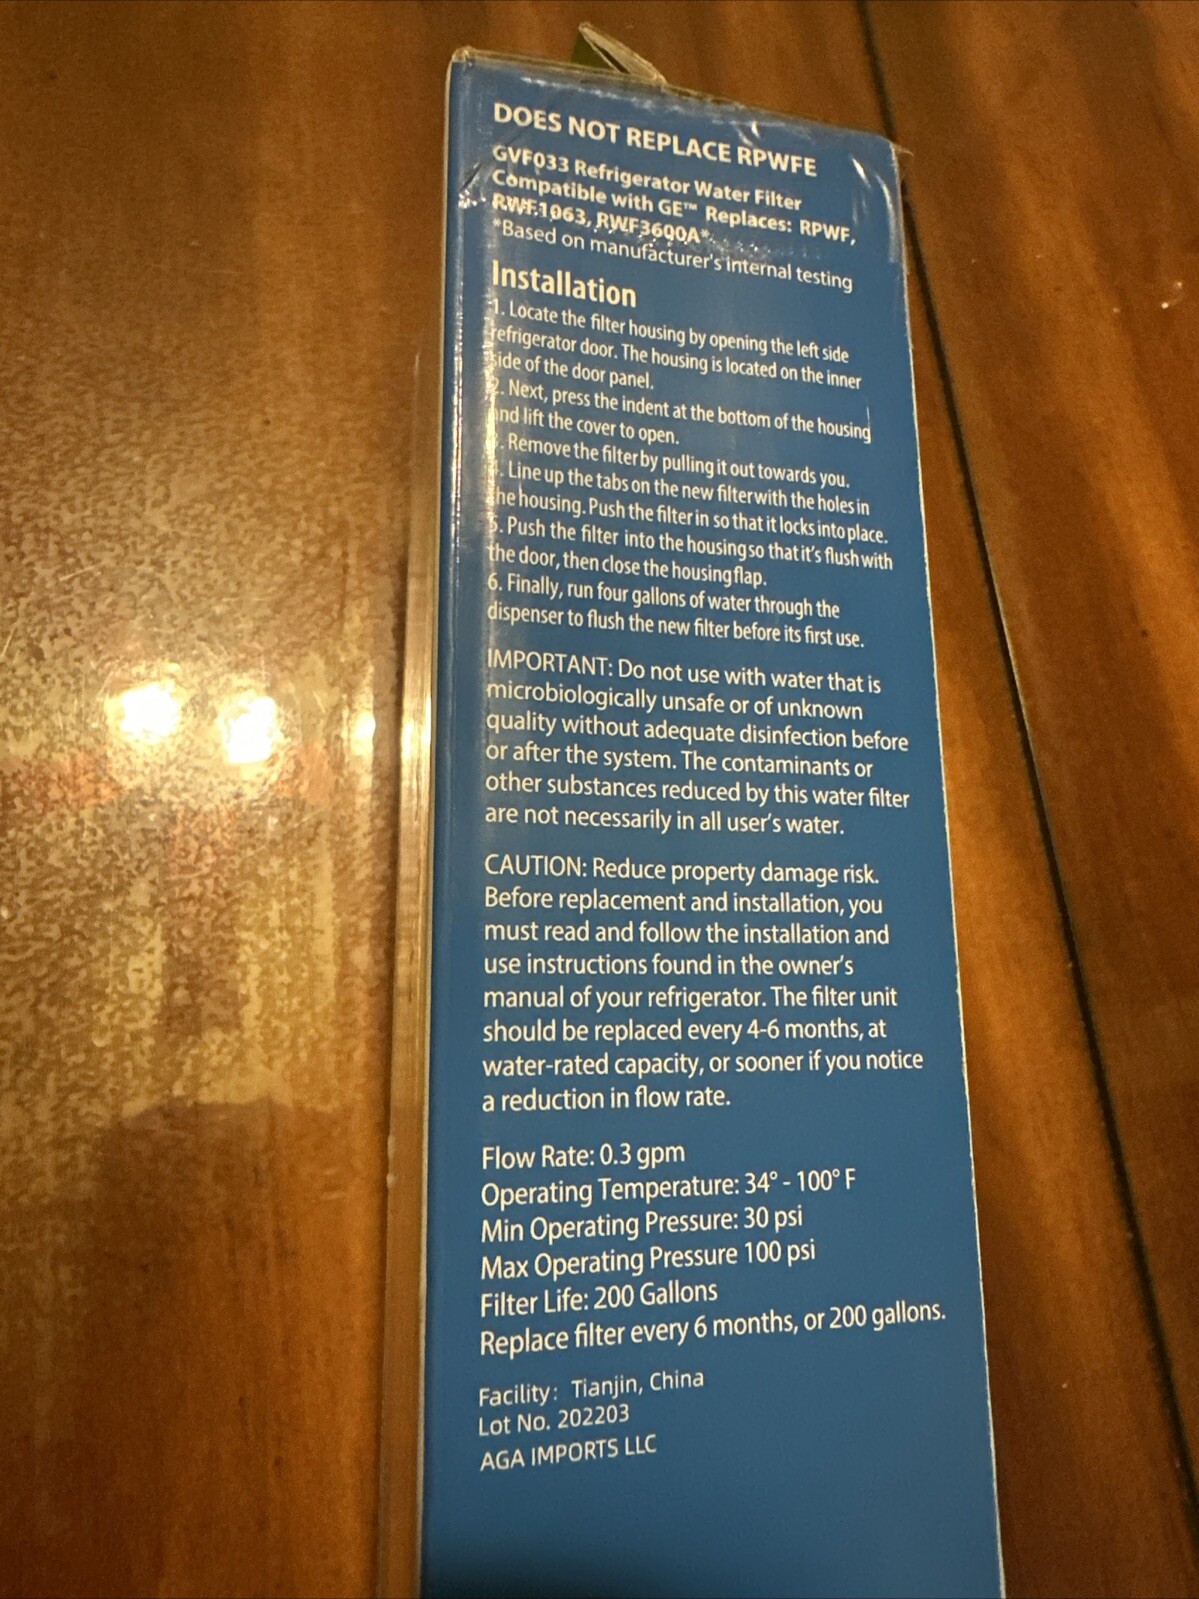 DOES NOT REPLACE RPWFE
GVF033 Refrigerator Water Filter
Compatible with GE™ Replaces: RPWF,
RWF1063, RWF3600A*
*Based on manufacturer's internal testing
Installation
1. Locate the filter housing by opening the left side
refrigerator door. The housing is located on the inner
side of the door panel.
2. Next, press the indent at the bottom of the housing
and lift the cover to open.
3. Remove the filter by pulling it out towards you.
4. Line up the tabs on the new filter with the holes in
the housing. Push the filter in so that it locks into place.
5. Push the filter into the housing so that it's flush with
the door, then close the housing flap.
6. Finally, run four gallons of water through the
dispenser to flush the new filter before its first use.
IMPORTANT: Do not use with water that is
microbiologically unsafe or of unknown
quality without adequate disinfection before
or after the system. The contaminants or
other substances reduced by this water filter
are not necessarily in all user's water.
CAUTION: Reduce property damage risk.
Before replacement and installation, you
must read and follow the installation and
use instructions found in the owner's
manual of your refrigerator. The filter unit
should be replaced every 4-6 months, at
water-rated capacity, or sooner if you notice
a reduction in flow rate.
Flow Rate: 0.3 gpm
Operating Temperature: 34° - 100° F
Min Operating Pressure: 30 psi
Max Operating Pressure 100 psi
Filter Life: 200 Gallons
Replace filter every 6 months, or 200 gallons.
Facility: Tianjin, China
Lot No. 202203
AGA IMPORTS LLC